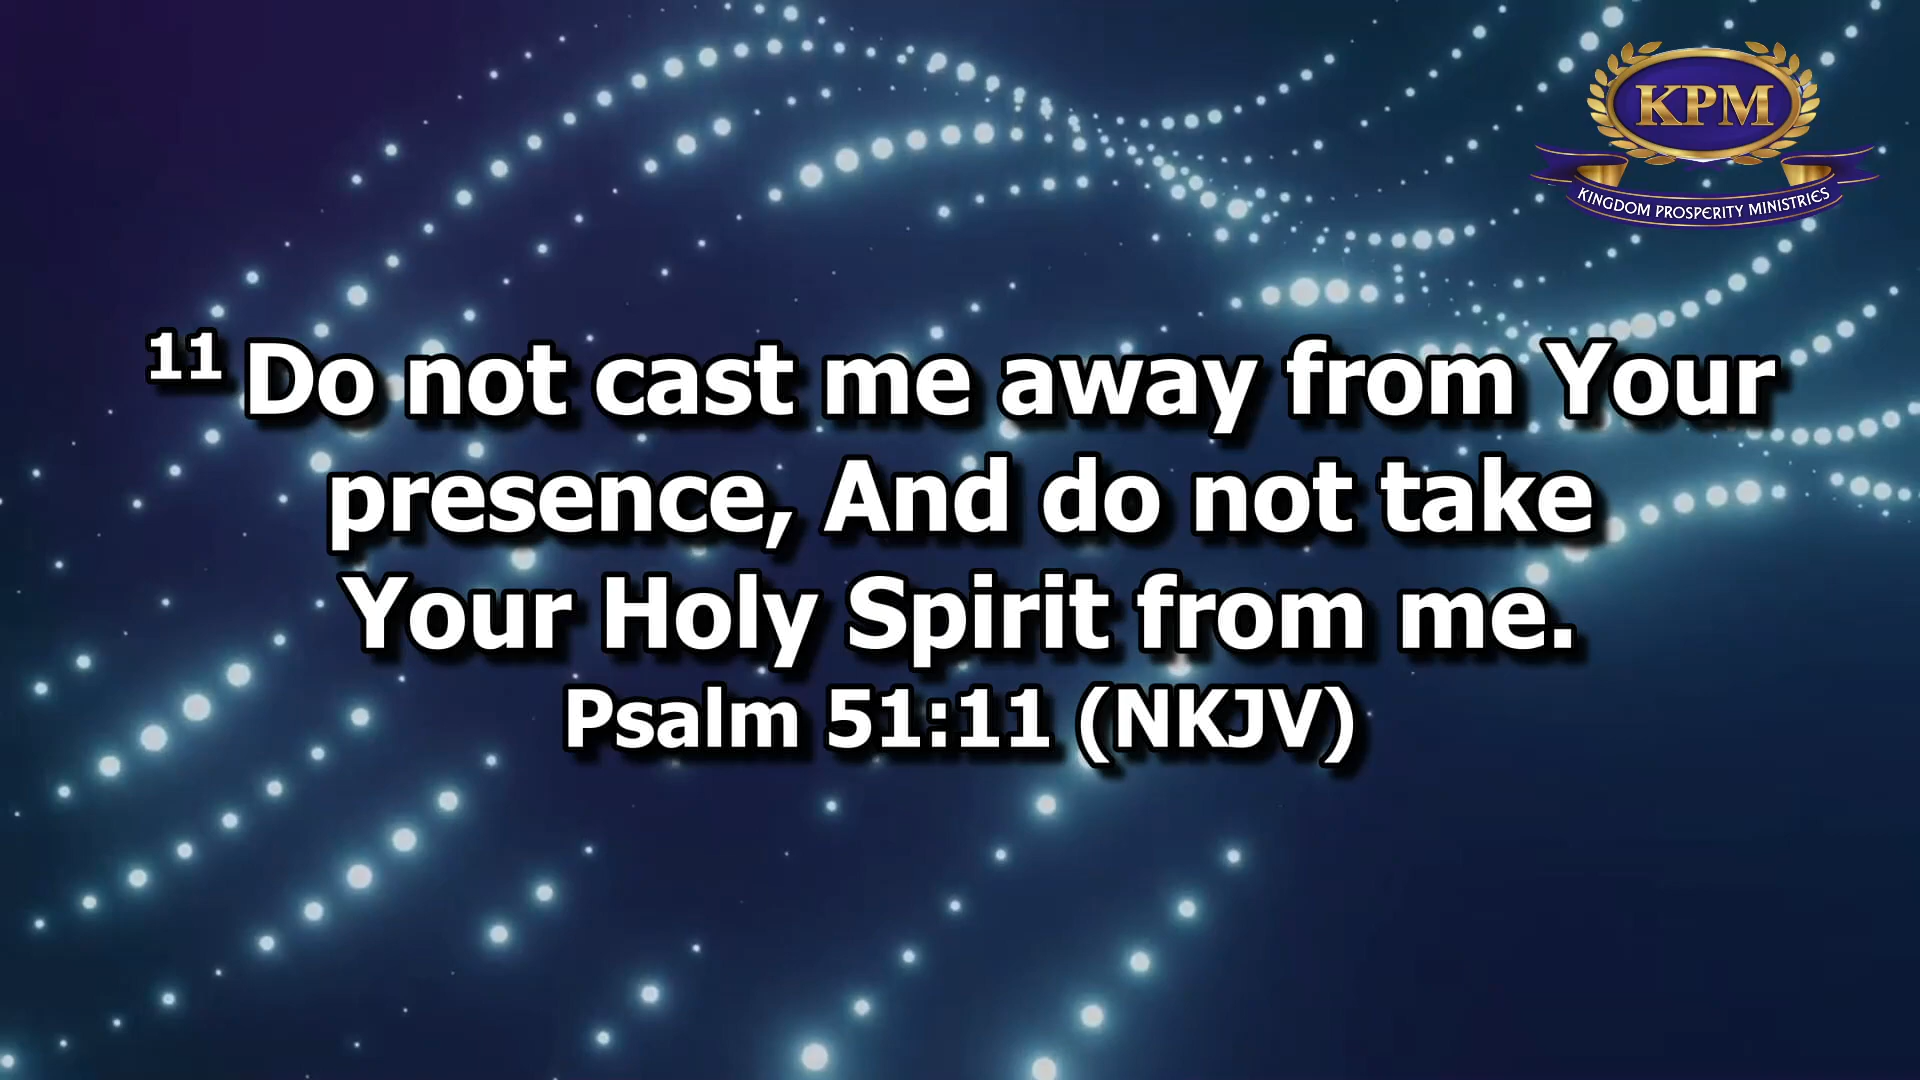 KPM
KINGDOM PROSPERITY MINISTRIES
11 Do not cast me away from Your
presence, And do not take
Your Holy Spirit from me.
Psalm 51:11 (NKJV)